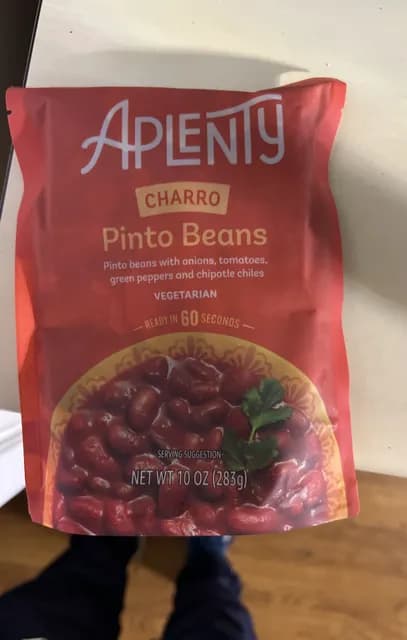 APLENTY
CHARRO
Pinto Beans
Pinto beans with onions, tomatoes,
green peppers and chipotle chiles
VEGETARIAN
— READY IN 60 SECONDS —
SERVING SUGGESTION
NET WT 10 OZ (283g)